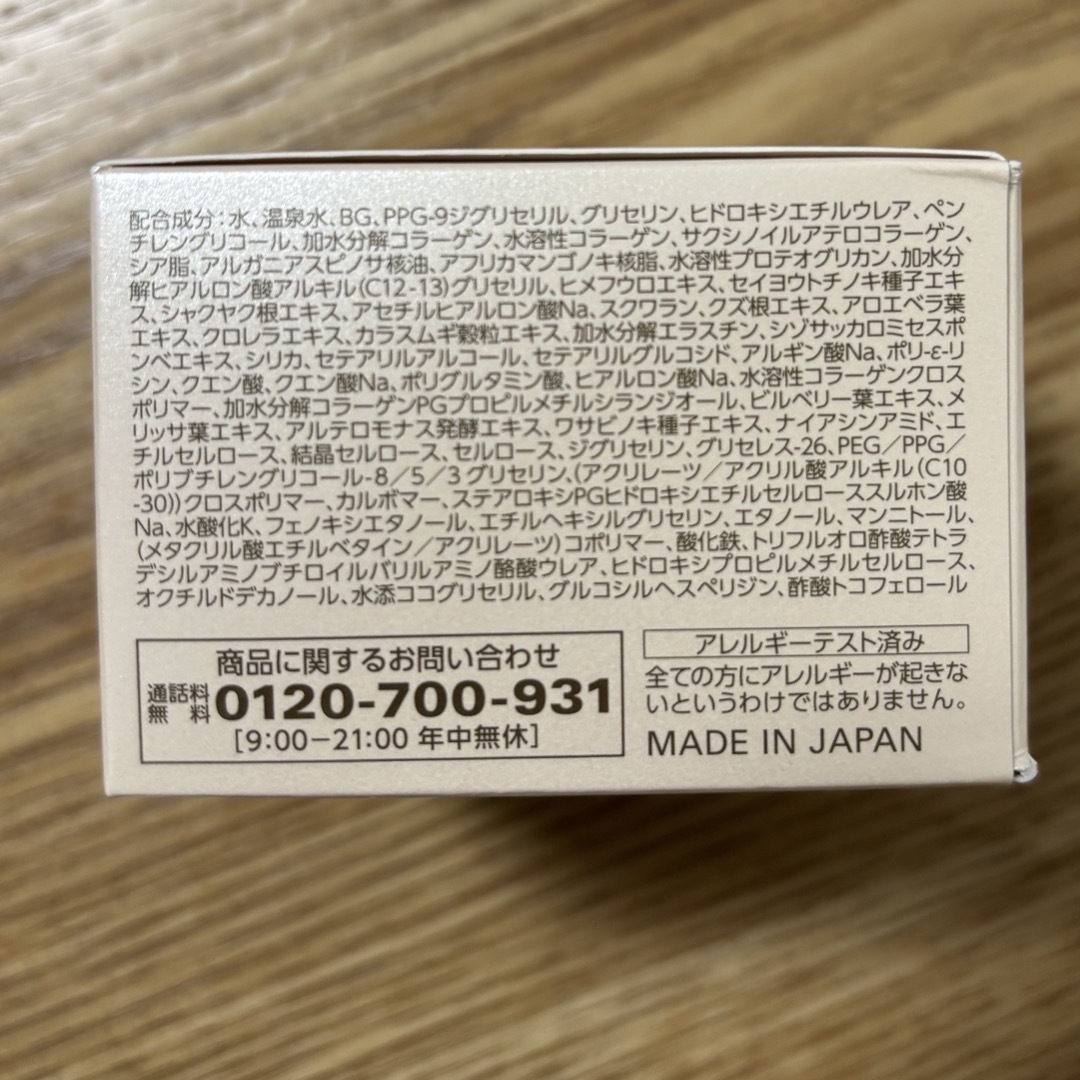 配合成分：水、温泉水、BG、PPG-9ジグリセリル、グリセリン、ヒドロキシエチルウレア、ペン
チレングリコール、加水分解コラーゲン、水溶性コラーゲン、サクシノイルアテロコラーゲン、
シア脂、アルガニアスピノサ核油、アフリカマンゴノキ核脂、水溶性プロテオグリカン、加水分
解ヒアルロン酸アルキル(C12-13)グリセリル、ヒメフウロエキス、セイヨウトチノキ種子エキ
ス、シャクヤク根エキス、アセチルヒアルロン酸Na、スクワラン、クズ根エキス、アロエベラ葉
エキス、クロレラエキス、カラスムギ穀粒エキス、加水分解エラスチン、シゾサッカロミセスポ
ンベエキス、シリカ、セテアリルアルコール、セテアリルグルコシド、アルギン酸Na、ポリ-ε-リ
シン、クエン酸、クエン酸Na、ポリグルタミン酸、ヒアルロン酸Na、水溶性コラーゲンクロス
ポリマー、加水分解コラーゲンPGプロピルメチルシランジオール、ビルベリー葉エキス、メ
リッサ葉エキス、アルテロモナス発酵エキス、ワサビノキ種子エキス、ナイアシンアミド、エ
チルセルロース、結晶セルロース、セルロース、ジグリセリン、グリセレス-26、PEG／PPG／
ポリブチレングリコール-8／5／3グリセリン、(アクリレーツ／アクリル酸アルキル(C10
-30))クロスポリマー、カルボマー、ステアロキシPGヒドロキシエチルセルローススルホン酸
Na、水酸化K、フェノキシエタノール、エチルヘキシルグリセリン、エタノール、マンニトール、
(メタクリル酸エチルベタイン／アクリレーツ)コポリマー、酸化鉄、トリフルオロ酢酸テトラ
デシルアミノブチロイルバリルアミノ酪酸ウレア、ヒドロキシプロピルメチルセルロース、
オクチルドデカノール、水添ココグリセリル、グルコシルヘスペリジン、酢酸トコフェロール
商品に関するお問い合わせ
通話料無料 0120-700-931
[9:00−21:00 年中無休]
アレルギーテスト済み
全ての方にアレルギーが起きな
いというわけではありません。
MADE IN JAPAN